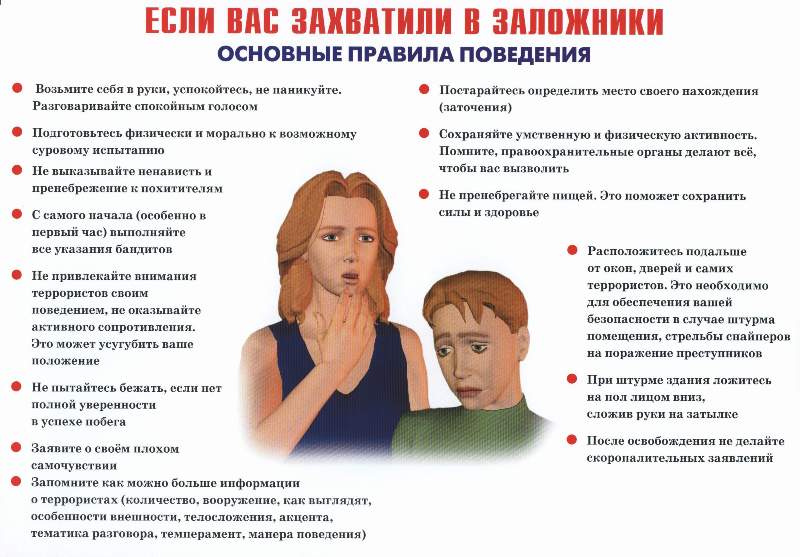 ЕСЛИ ВАС ЗАХВАТИЛИ В ЗАЛОЖНИКИ
ОСНОВНЫЕ ПРАВИЛА ПОВЕДЕНИЯ
Возьмите себя в руки, успокойтесь, не паникуйте.
Разговаривайте спокойным голосом
Подготовьтесь физически и морально к возможному
суровому испытанию
Не выказывайте ненависть и
пренебрежение к похитителям
С самого начала (особенно в
первый час) выполняйте
все указания бандитов
Не привлекайте внимания
террористов своим
поведением, не оказывайте
активного сопротивления.
Это может усугубить ваше
положение
Не пытайтесь бежать, если нет
полной уверенности
в успехе побега
Заявите о своём плохом
самочувствии
Запомните как можно больше информации
о террористах (количество, вооружение, как выглядят,
особенности внешности, телосложения, акцента,
тематика разговора, темперамент, манера поведения)
Постарайтесь определить место своего нахождения
(заточения)
Сохраняйте умственную и физическую активность.
Помните, правоохранительные органы делают всё,
чтобы вас вызволить
Не пренебрегайте пищей. Это поможет сохранить
силы и здоровье
Расположитесь подальше
от окон, дверей и самих
террористов. Это необходимо
для обеспечения вашей
безопасности в случае штурма
помещения, стрельбы снайперов
на поражение преступников
При штурме здания ложитесь
на пол лицом вниз,
сложив руки на затылке
После освобождения не делайте
скоропалительных заявлений